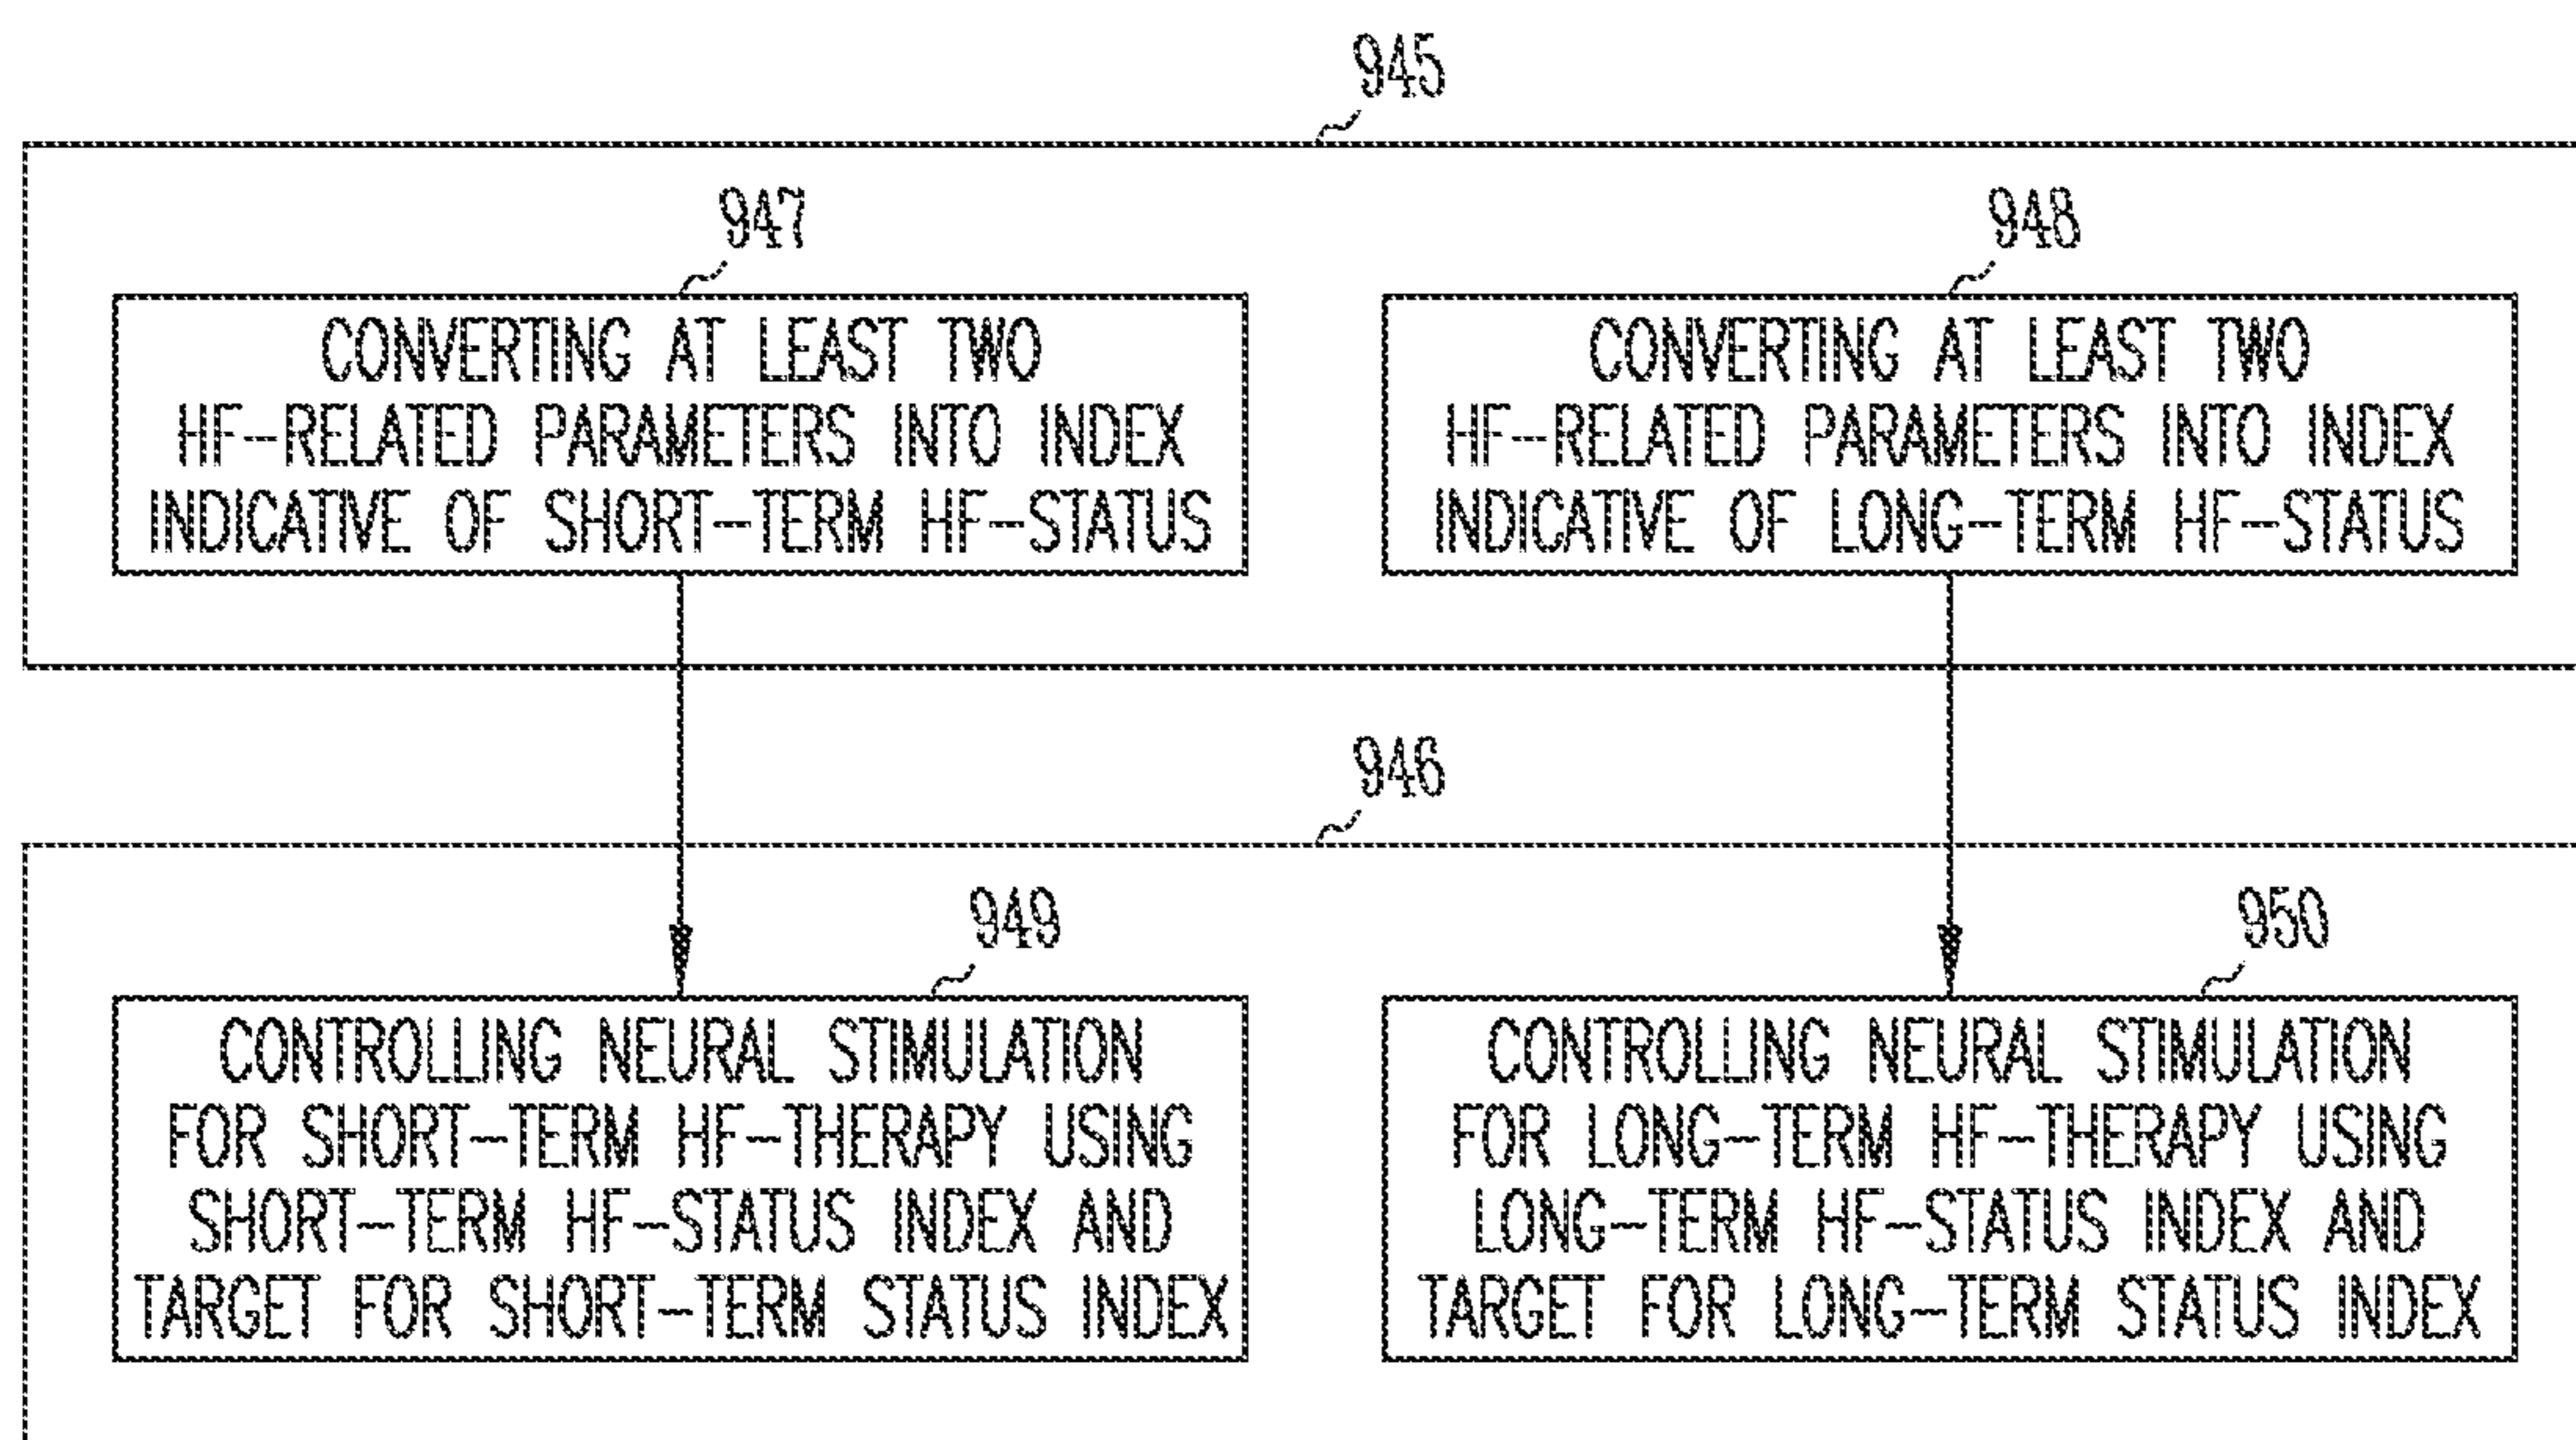 945
947
CONVERTING AT LEAST TWO
HF-RELATED PARAMETERS INTO INDEX
INDICATIVE OF SHORT-TERM HF-STATUS
948
CONVERTING AT LEAST TWO
HF-RELATED PARAMETERS INTO INDEX
INDICATIVE OF LONG-TERM HF-STATUS
946
949
CONTROLLING NEURAL STIMULATION
FOR SHORT-TERM HF-THERAPY USING
SHORT-TERM HF-STATUS INDEX AND
TARGET FOR SHORT-TERM STATUS INDEX
950
CONTROLLING NEURAL STIMULATION
FOR LONG-TERM HF-THERAPY USING
LONG-TERM HF-STATUS INDEX AND
TARGET FOR LONG-TERM STATUS INDEX